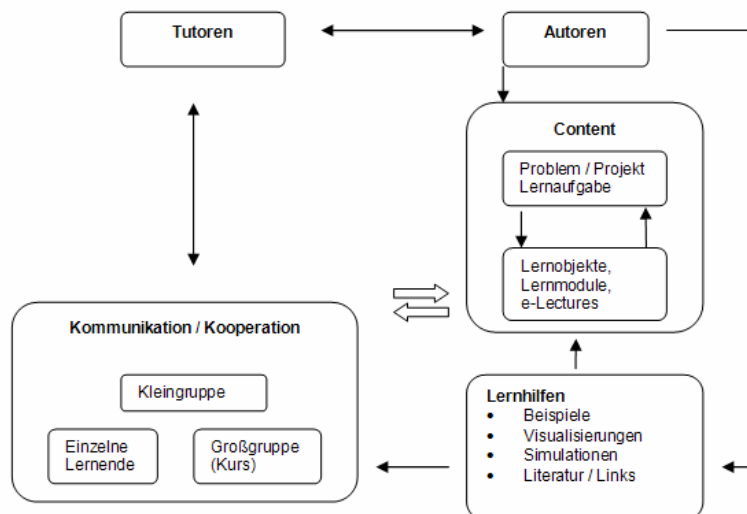 Tutoren
Autoren
Content
Problem / Projekt
Lernaufgabe
Lernobjekte,
Lernmodule,
e-Lectures
Kommunikation / Kooperation
Kleingruppe
Einzelne
Lernende
Großgruppe
(Kurs)
Lernhilfen
• Beispiele
• Visualisierungen
• Simulationen
• Literatur / Links